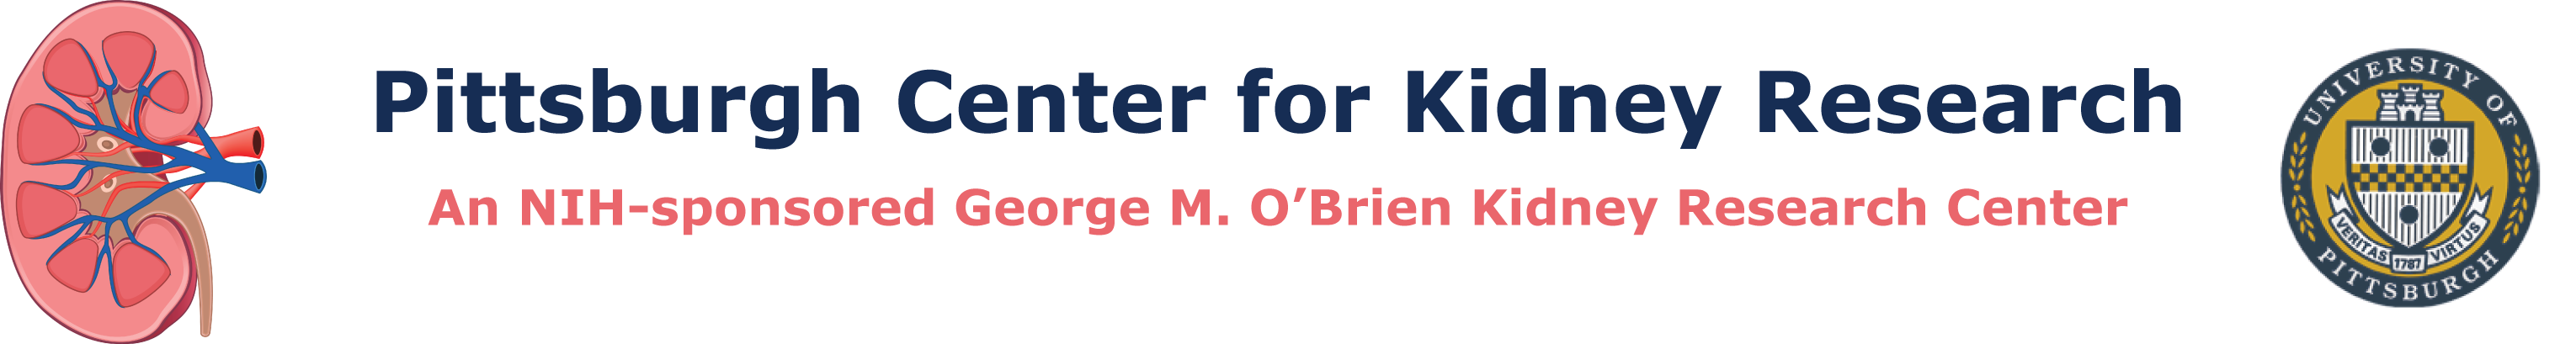 Pittsburgh Center for Kidney Research
An NIH-sponsored George M. O’Brien Kidney Research Center
UNIVERSITY OF
PITTSBURGH
VERITAS 1787 VIRTUS